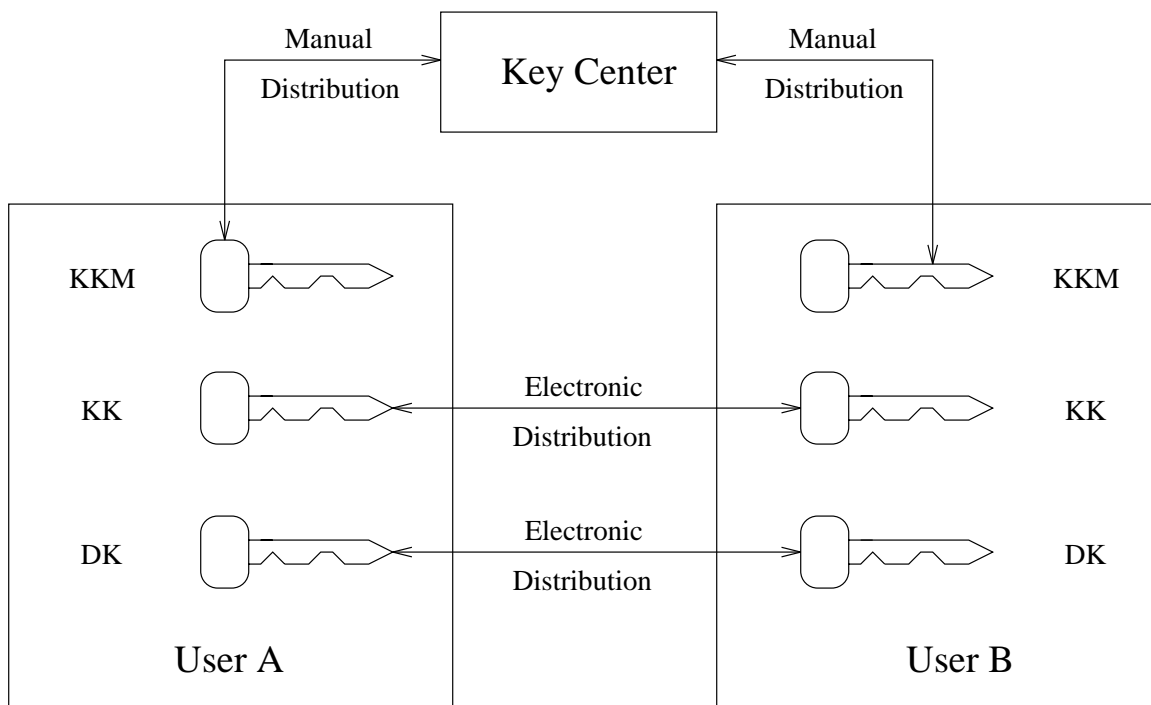 Manual
Distribution
Key Center
Manual
Distribution
KKM
KKM
KK
Electronic
Distribution
KK
DK
Electronic
Distribution
DK
User A
User B